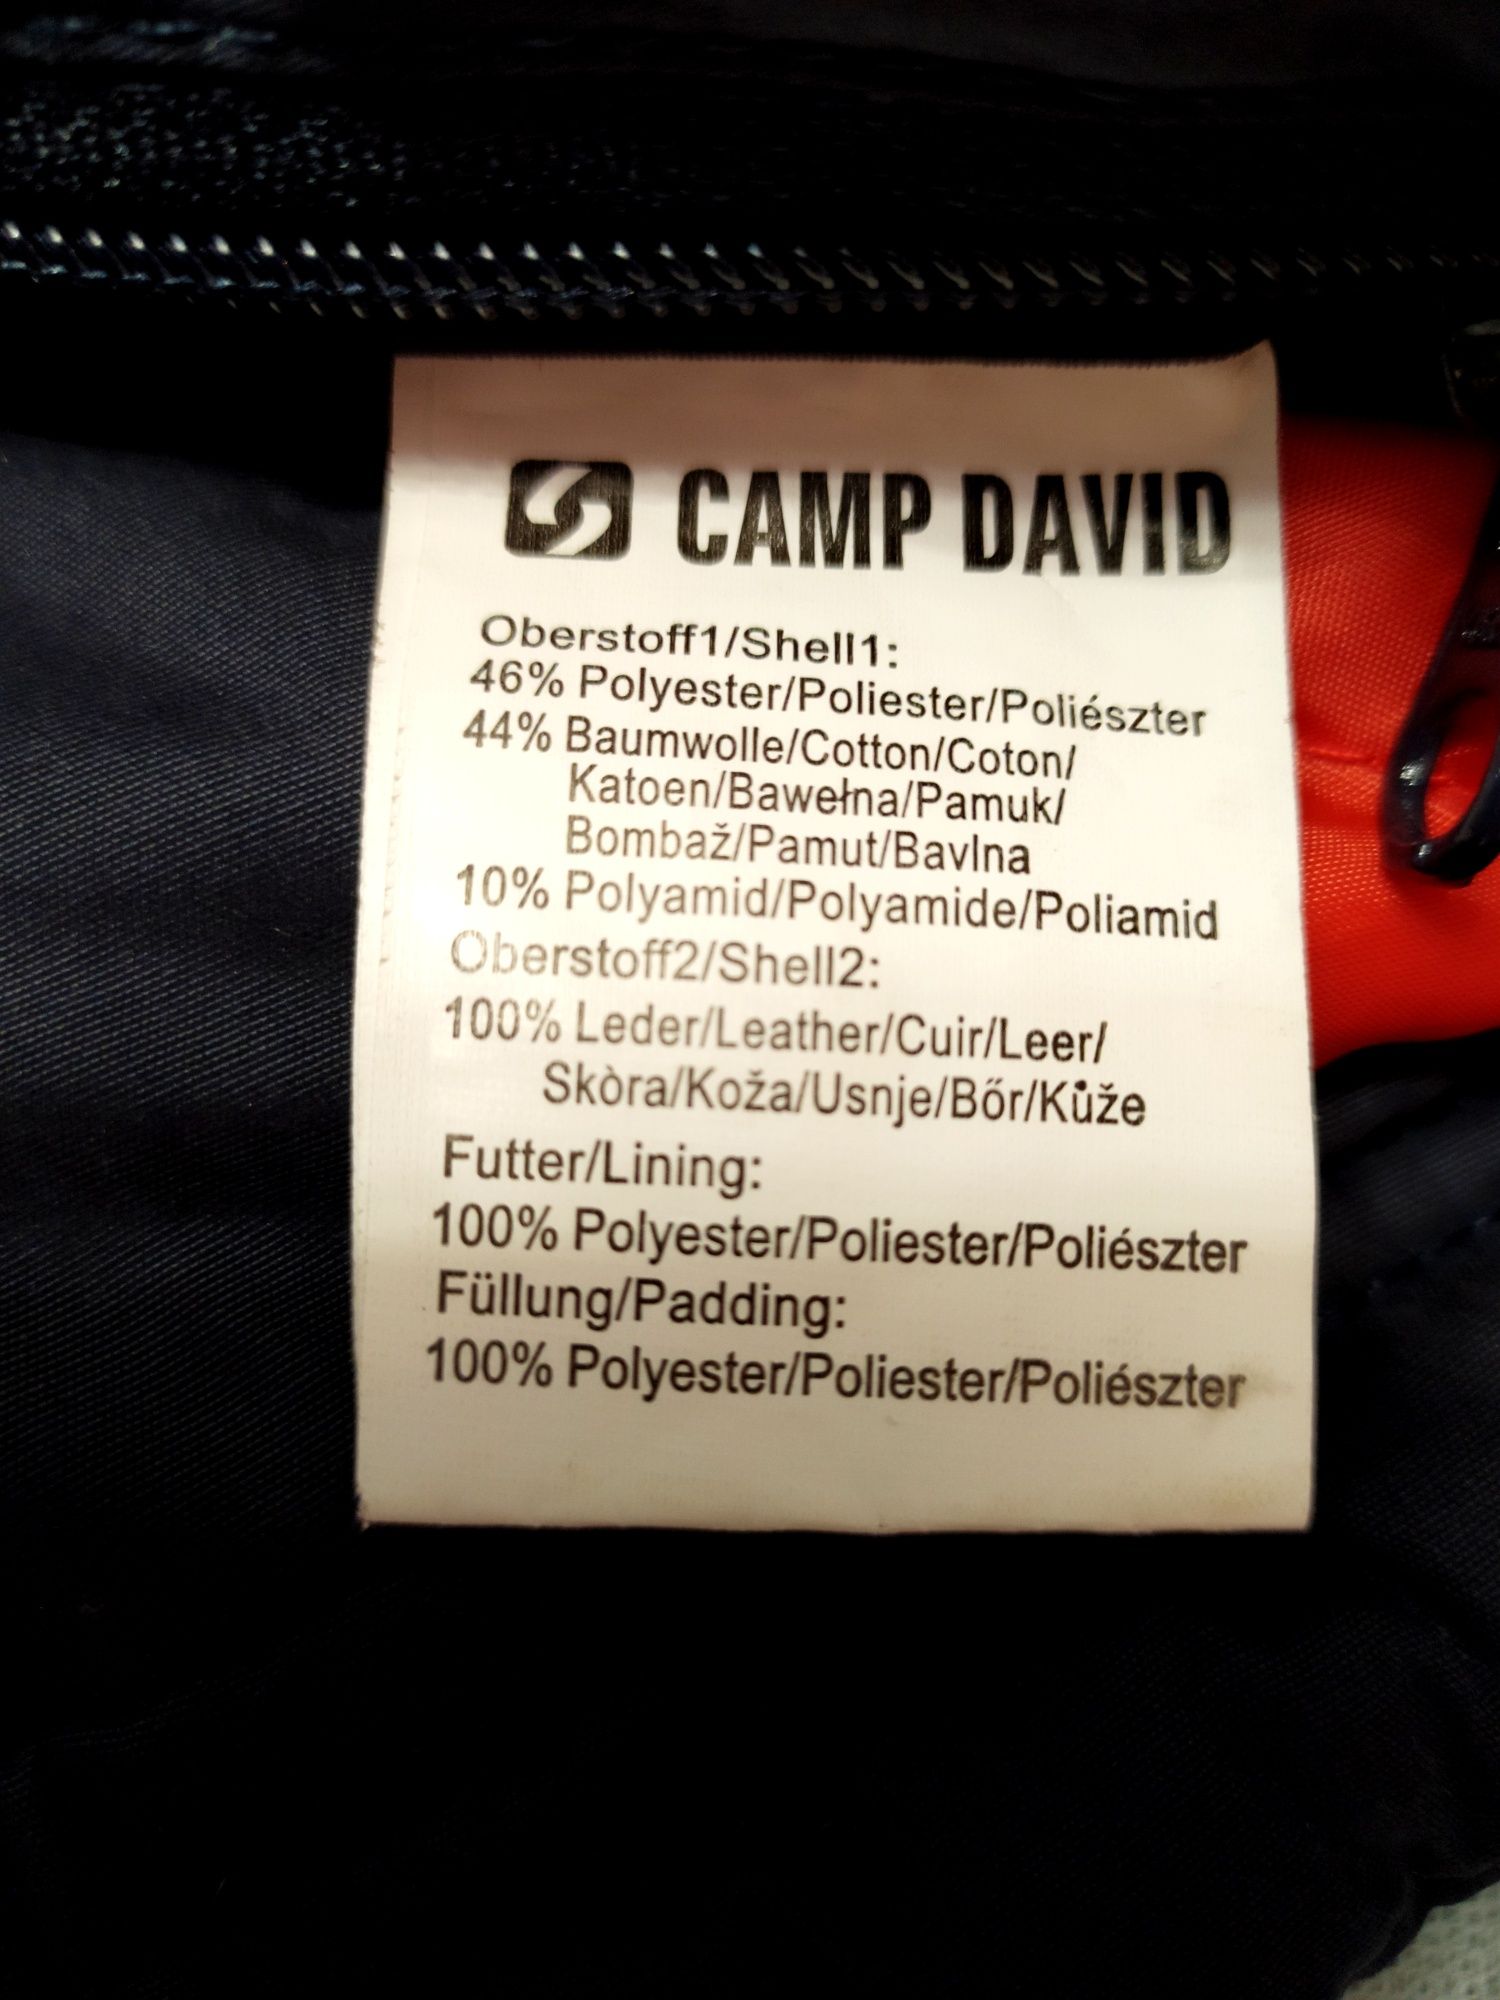 CAMP DAVID
Oberstoff1/Shell1:
46% Polyester/Poliester/Poliészter
44% Baumwolle/Cotton/Coton/
Katoen/Bawełna/Pamuk/
Bombaž/Pamut/Bavlna
10% Polyamid/Polyamide/Poliamid
Oberstoff2/Shell2:
100% Leder/Leather/Cuir/Leer/
Skòra/Koža/Usnje/Bőr/Kůže
Futter/Lining:
100% Polyester/Poliester/Poliészter
Füllung/Padding:
100% Polyester/Poliester/Poliészter